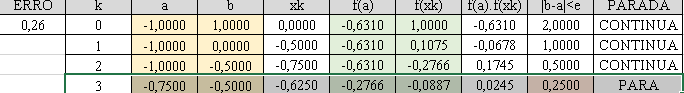 ERRO k a b xk f(a) f(xk) f(a).f(xk) |b-a|<e PARADA
0,26 0 -1,0000 1,0000 0,0000 -0,6310 1,0000 -0,6310 2,0000 CONTINUA
1 -1,0000 0,0000 -0,5000 -0,6310 0,1075 -0,0678 1,0000 CONTINUA
2 -1,0000 -0,5000 -0,7500 -0,6310 -0,2766 0,1745 0,5000 CONTINUA
3 -0,7500 -0,5000 -0,6250 -0,2766 -0,0887 0,0245 0,2500 PARA